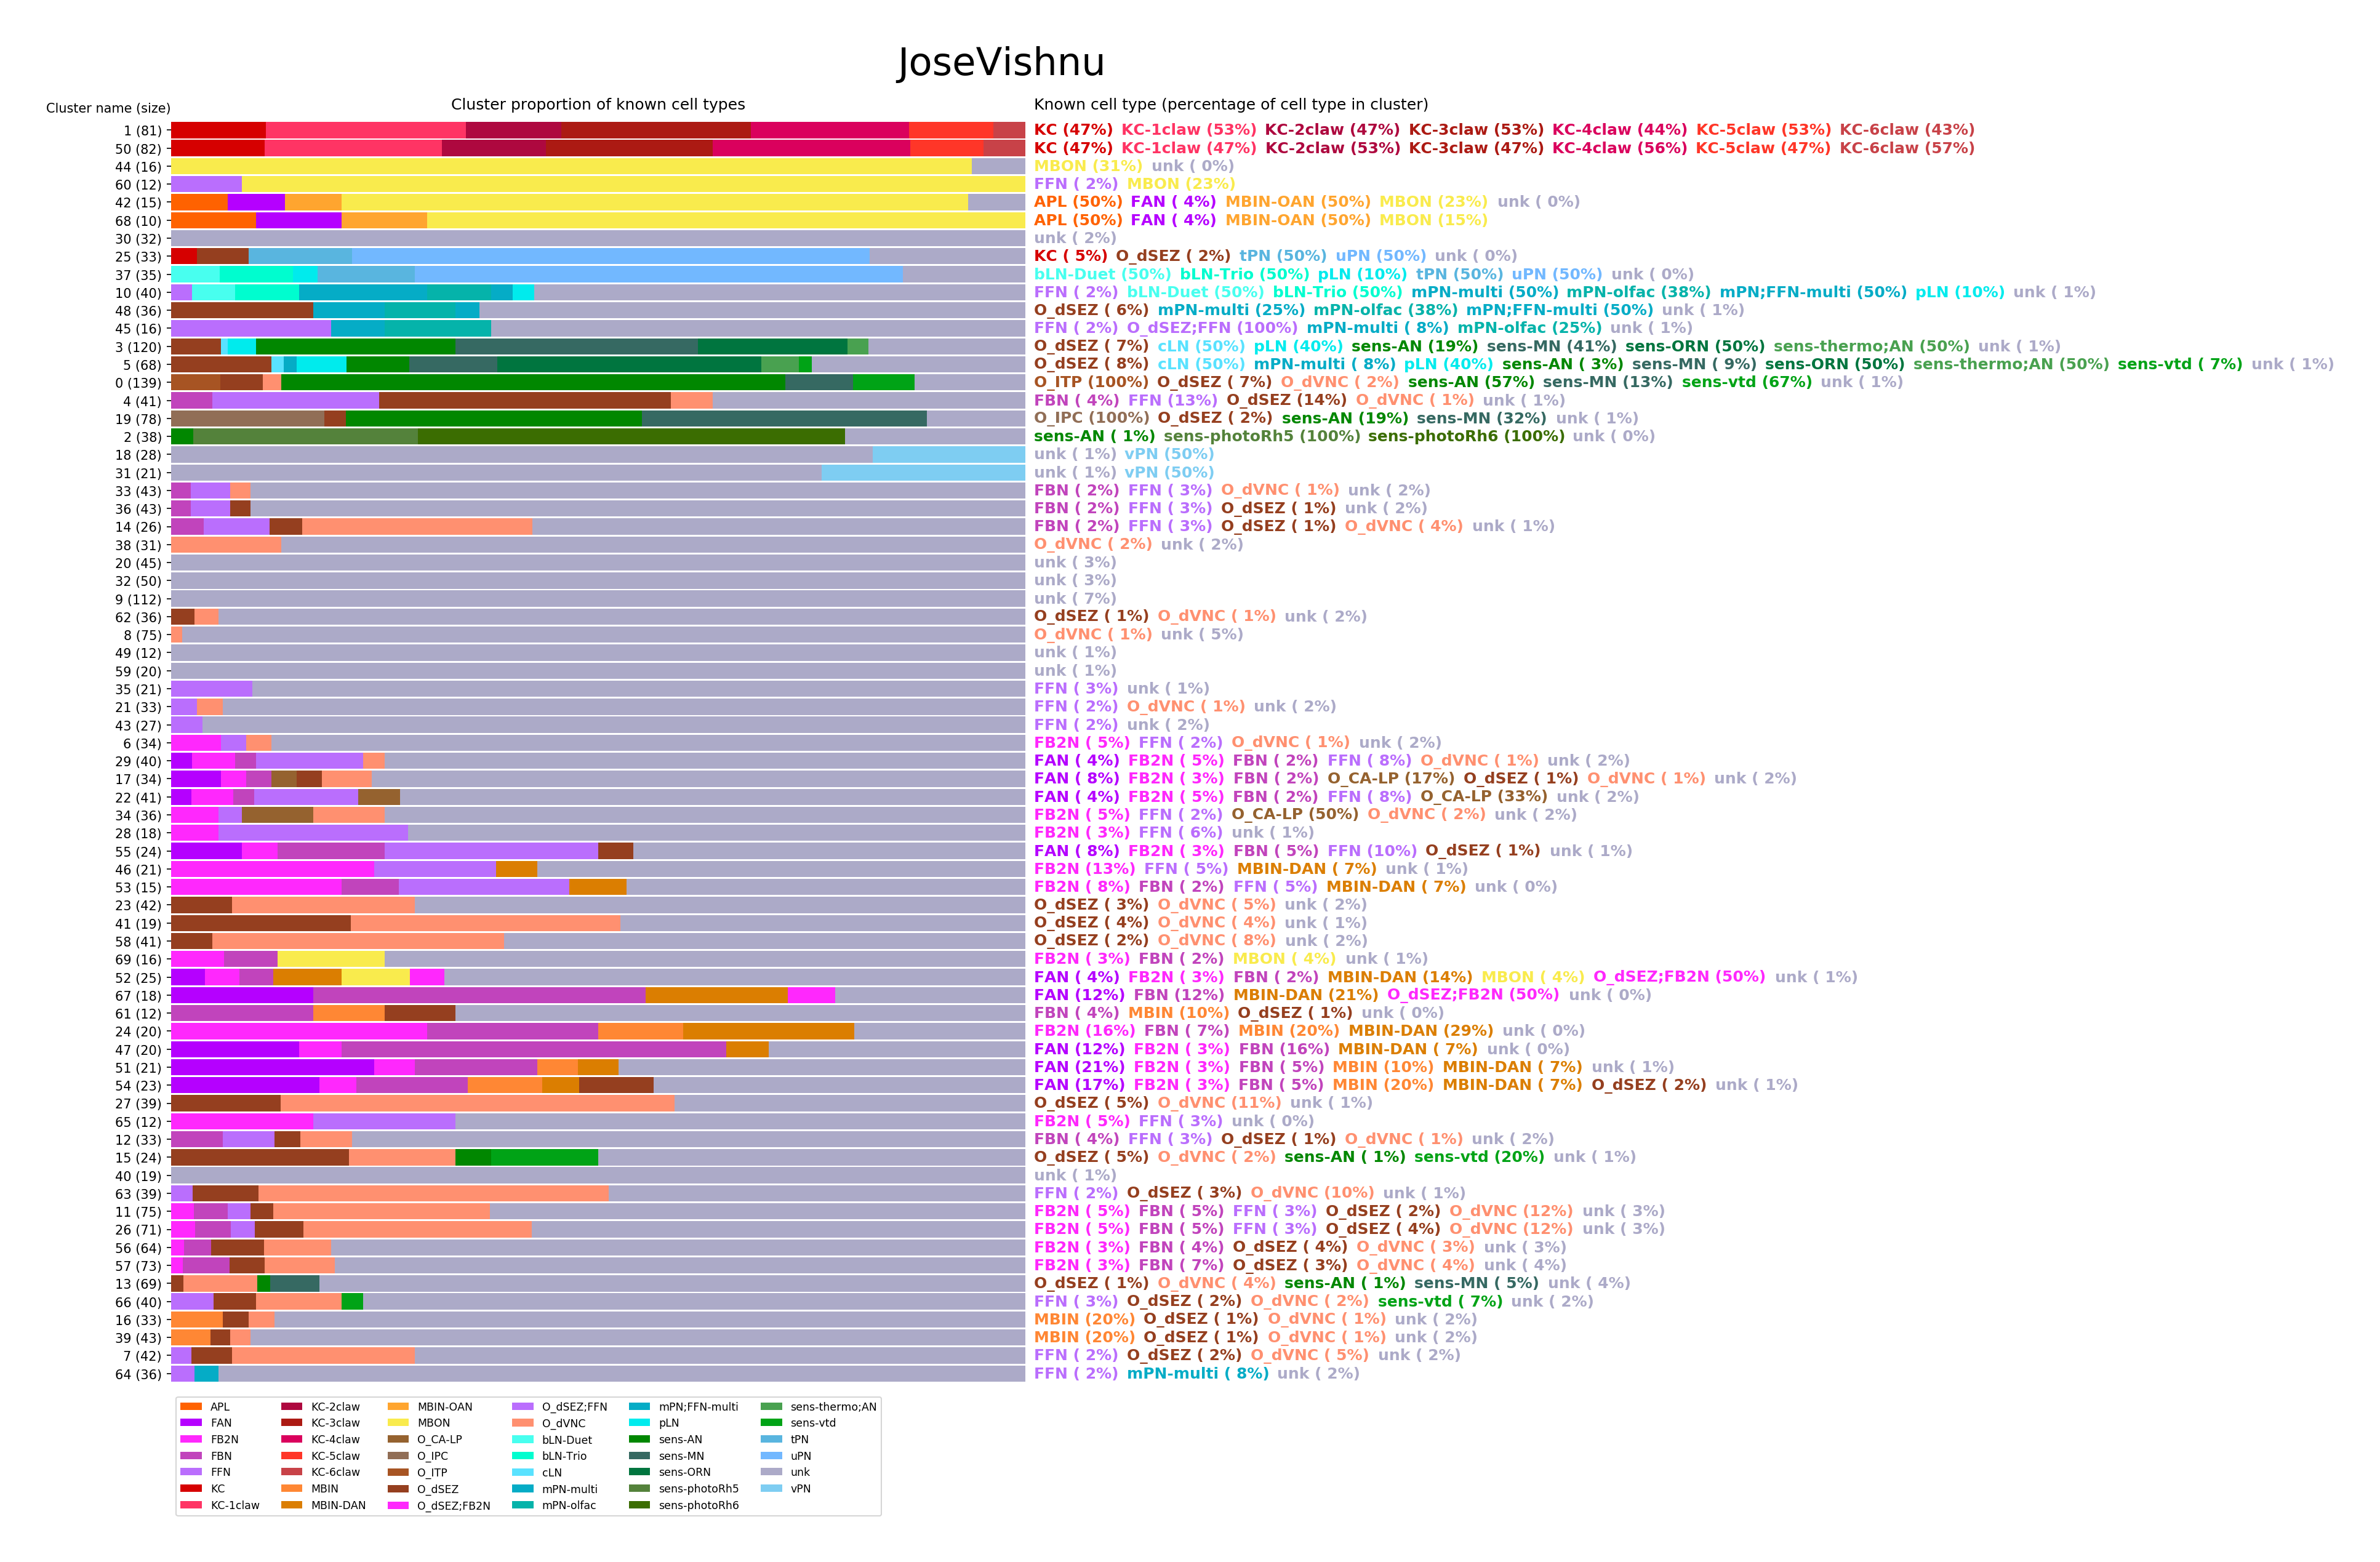 JoseVishnu
Cluster name (size) Cluster proportion of known cell types Known cell type (percentage of cell type in cluster)
1 (81) KC (47%) KC-1claw (53%) KC-2claw (47%) KC-3claw (53%) KC-4claw (44%) KC-5claw (53%) KC-6claw (43%)
50 (82) KC (47%) KC-1claw (47%) KC-2claw (53%) KC-3claw (47%) KC-4claw (56%) KC-5claw (47%) KC-6claw (57%)
44 (16) MBON (31%) unk ( 0%)
60 (12) FFN ( 2%) MBON (23%)
42 (15) APL (50%) FAN ( 4%) MBIN-OAN (50%) MBON (23%) unk ( 0%)
68 (10) APL (50%) FAN ( 4%) MBIN-OAN (50%) MBON (15%)
30 (32) unk ( 2%)
25 (33) KC ( 5%) O_dSEZ ( 2%) tPN (50%) uPN (50%) unk ( 0%)
37 (35) bLN-Duet (50%) bLN-Trio (50%) pLN (10%) tPN (50%) uPN (50%) unk ( 0%)
10 (40) FFN ( 2%) bLN-Duet (50%) bLN-Trio (50%) mPN-multi (50%) mPN-olfac (38%) mPN;FFN-multi (50%) pLN (10%) unk ( 1%)
48 (36) O_dSEZ ( 6%) mPN-multi (25%) mPN-olfac (38%) mPN;FFN-multi (50%) unk ( 1%)
45 (16) FFN ( 2%) O_dSEZ;FFN (100%) mPN-multi ( 8%) mPN-olfac (25%) unk ( 1%)
3 (120) O_dSEZ ( 7%) cLN (50%) pLN (40%) sens-AN (19%) sens-MN (41%) sens-ORN (50%) sens-thermo;AN (50%) unk ( 1%)
5 (68) O_dSEZ ( 8%) cLN (50%) mPN-multi ( 8%) pLN (40%) sens-AN ( 3%) sens-MN ( 9%) sens-ORN (50%) sens-thermo;AN (50%) sens-vtd ( 7%) unk ( 1%)
0 (139) O_ITP (100%) O_dSEZ ( 7%) O_dVNC ( 2%) sens-AN (57%) sens-MN (13%) sens-vtd (67%) unk ( 1%)
4 (41) FBN ( 4%) FFN (13%) O_dSEZ (14%) O_dVNC ( 1%) unk ( 1%)
19 (78) O_IPC (100%) O_dSEZ ( 2%) sens-AN (19%) sens-MN (32%) unk ( 1%)
2 (38) sens-AN ( 1%) sens-photoRh5 (100%) sens-photoRh6 (100%) unk ( 0%)
18 (28) unk ( 1%) vPN (50%)
31 (21) unk ( 1%) vPN (50%)
33 (43) FBN ( 2%) FFN ( 3%) O_dVNC ( 1%) unk ( 2%)
36 (43) FBN ( 2%) FFN ( 3%) O_dSEZ ( 1%) unk ( 2%)
14 (26) FBN ( 2%) FFN ( 3%) O_dSEZ ( 1%) O_dVNC ( 4%) unk ( 1%)
38 (31) O_dVNC ( 2%) unk ( 2%)
20 (45) unk ( 3%)
32 (50) unk ( 3%)
9 (112) unk ( 7%)
62 (36) O_dSEZ ( 1%) O_dVNC ( 1%) unk ( 2%)
8 (75) O_dVNC ( 1%) unk ( 5%)
49 (12) unk ( 1%)
59 (20) unk ( 1%)
35 (21) FFN ( 3%) unk ( 1%)
21 (33) FFN ( 2%) O_dVNC ( 1%) unk ( 2%)
43 (27) FFN ( 2%) unk ( 2%)
6 (34) FB2N ( 5%) FFN ( 2%) O_dVNC ( 1%) unk ( 2%)
29 (40) FAN ( 4%) FB2N ( 5%) FBN ( 2%) FFN ( 8%) O_dVNC ( 1%) unk ( 2%)
17 (34) FAN ( 8%) FB2N ( 3%) FBN ( 2%) O_CA-LP (17%) O_dSEZ ( 1%) O_dVNC ( 1%) unk ( 2%)
22 (41) FAN ( 4%) FB2N ( 5%) FBN ( 2%) FFN ( 8%) O_CA-LP (33%) unk ( 2%)
34 (36) FB2N ( 5%) FFN ( 2%) O_CA-LP (50%) O_dVNC ( 2%) unk ( 2%)
28 (18) FB2N ( 3%) FFN ( 6%) unk ( 1%)
55 (24) FAN ( 8%) FB2N ( 3%) FBN ( 5%) FFN (10%) O_dSEZ ( 1%) unk ( 1%)
46 (21) FB2N (13%) FFN ( 5%) MBIN-DAN ( 7%) unk ( 1%)
53 (15) FB2N ( 8%) FBN ( 2%) FFN ( 5%) MBIN-DAN ( 7%) unk ( 0%)
23 (42) O_dSEZ ( 3%) O_dVNC ( 5%) unk ( 2%)
41 (19) O_dSEZ ( 4%) O_dVNC ( 4%) unk ( 1%)
58 (41) O_dSEZ ( 2%) O_dVNC ( 8%) unk ( 2%)
69 (16) FB2N ( 3%) FBN ( 2%) MBON ( 4%) unk ( 1%)
52 (25) FAN ( 4%) FB2N ( 3%) FBN ( 2%) MBIN-DAN (14%) MBON ( 4%) O_dSEZ;FB2N (50%) unk ( 1%)
67 (18) FAN (12%) FBN (12%) MBIN-DAN (21%) O_dSEZ;FB2N (50%) unk ( 0%)
61 (12) FBN ( 4%) MBIN (10%) O_dSEZ ( 1%) unk ( 0%)
24 (20) FB2N (16%) FBN ( 7%) MBIN (20%) MBIN-DAN (29%) unk ( 0%)
47 (20) FAN (12%) FB2N ( 3%) FBN (16%) MBIN-DAN ( 7%) unk ( 0%)
51 (21) FAN (21%) FB2N ( 3%) FBN ( 5%) MBIN (10%) MBIN-DAN ( 7%) unk ( 1%)
54 (23) FAN (17%) FB2N ( 3%) FBN ( 5%) MBIN (20%) MBIN-DAN ( 7%) O_dSEZ ( 2%) unk ( 1%)
27 (39) O_dSEZ ( 5%) O_dVNC (11%) unk ( 1%)
65 (12) FB2N ( 5%) FFN ( 3%) unk ( 0%)
12 (33) FBN ( 4%) FFN ( 3%) O_dSEZ ( 1%) O_dVNC ( 1%) unk ( 2%)
15 (24) O_dSEZ ( 5%) O_dVNC ( 2%) sens-AN ( 1%) sens-vtd (20%) unk ( 1%)
40 (19) unk ( 1%)
63 (39) FFN ( 2%) O_dSEZ ( 3%) O_dVNC (10%) unk ( 1%)
11 (75) FB2N ( 5%) FBN ( 5%) FFN ( 3%) O_dSEZ ( 2%) O_dVNC (12%) unk ( 3%)
26 (71) FB2N ( 5%) FBN ( 5%) FFN ( 3%) O_dSEZ ( 4%) O_dVNC (12%) unk ( 3%)
56 (64) FB2N ( 3%) FBN ( 4%) O_dSEZ ( 4%) O_dVNC ( 3%) unk ( 3%)
57 (73) FB2N ( 3%) FBN ( 7%) O_dSEZ ( 3%) O_dVNC ( 4%) unk ( 4%)
13 (69) O_dSEZ ( 1%) O_dVNC ( 4%) sens-AN ( 1%) sens-MN ( 5%) unk ( 4%)
66 (40) FFN ( 3%) O_dSEZ ( 2%) O_dVNC ( 2%) sens-vtd ( 7%) unk ( 2%)
16 (33) MBIN (20%) O_dSEZ ( 1%) O_dVNC ( 1%) unk ( 2%)
39 (43) MBIN (20%) O_dSEZ ( 1%) O_dVNC ( 1%) unk ( 2%)
7 (42) FFN ( 2%) O_dSEZ ( 2%) O_dVNC ( 5%) unk ( 2%)
64 (36) FFN ( 2%) mPN-multi ( 8%) unk ( 2%)
APL KC-2claw MBIN-OAN O_dSEZ;FFN mPN;FFN-multi sens-thermo;AN
FAN KC-3claw MBON O_dVNC pLN sens-vtd
FB2N KC-4claw O_CA-LP bLN-Duet sens-AN tPN
FBN KC-5claw O_IPC bLN-Trio sens-MN uPN
FFN KC-6claw O_ITP cLN sens-ORN unk
KC MBIN O_dSEZ mPN-multi sens-photoRh5 vPN
KC-1claw MBIN-DAN O_dSEZ;FB2N mPN-olfac sens-photoRh6